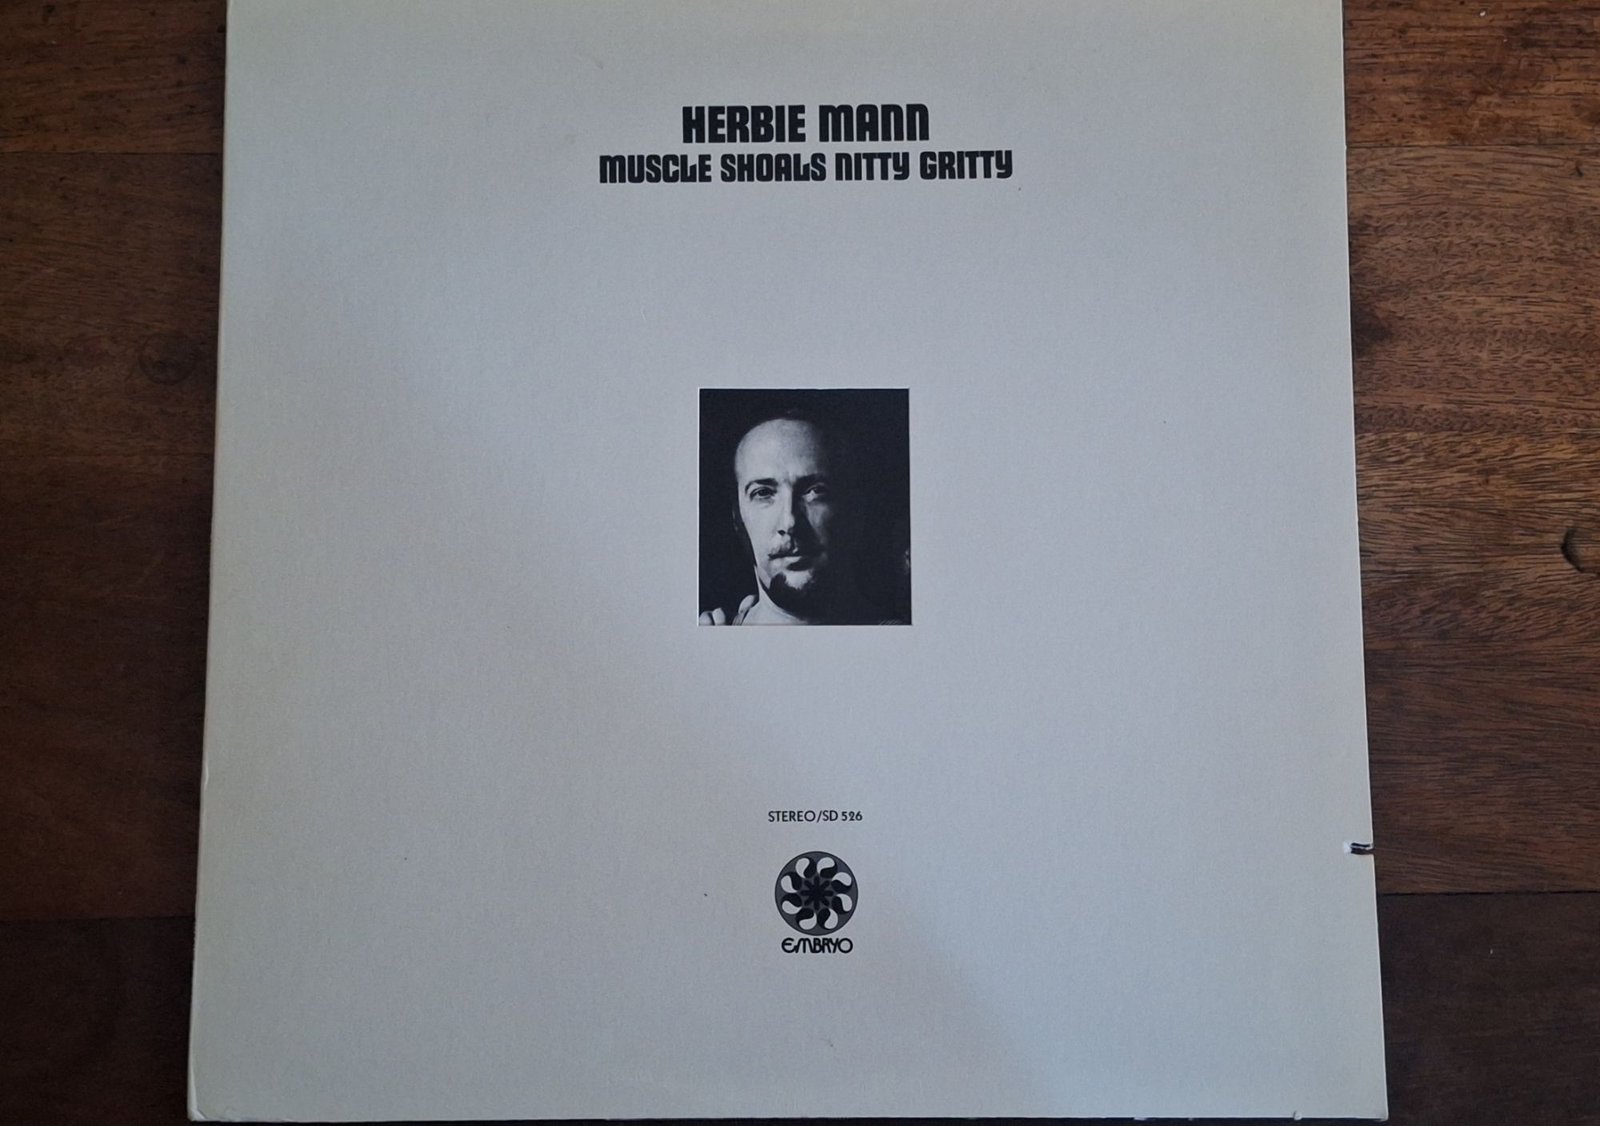 HERBIE MANN
MUSCLE SHOALS NITTY GRITTY
STEREO/SD 526
EMBRYO